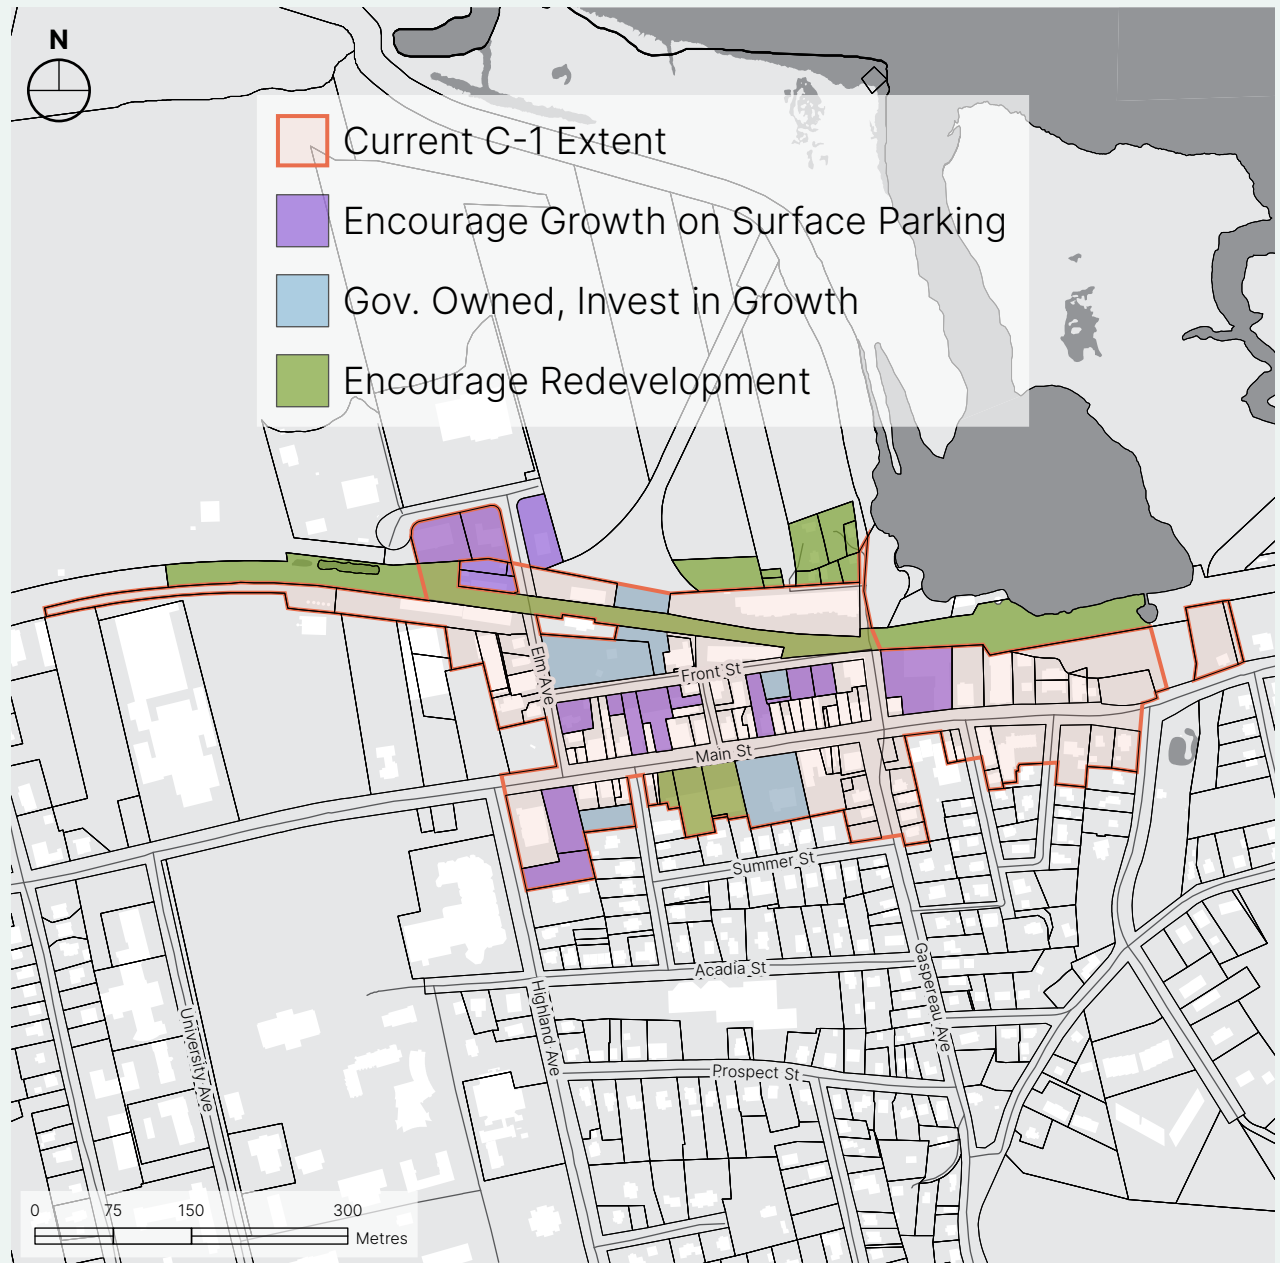 N
Current C-1 Extent
Encourage Growth on Surface Parking
Gov. Owned, Invest in Growth
Encourage Redevelopment
Elm Ave
Front St
Main St
Summer St
Acadia St
Gaspereau Ave
Highland Ave
University Ave
Prospect St
0 75 150 300
Metres